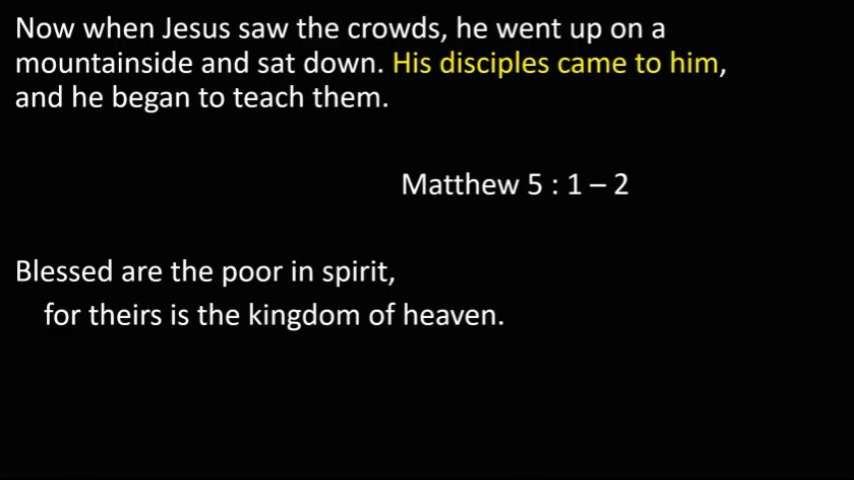 Now when Jesus saw the crowds, he went up on a
mountainside and sat down. His disciples came to him,
and he began to teach them.
Matthew 5 : 1 – 2
Blessed are the poor in spirit,
for theirs is the kingdom of heaven.